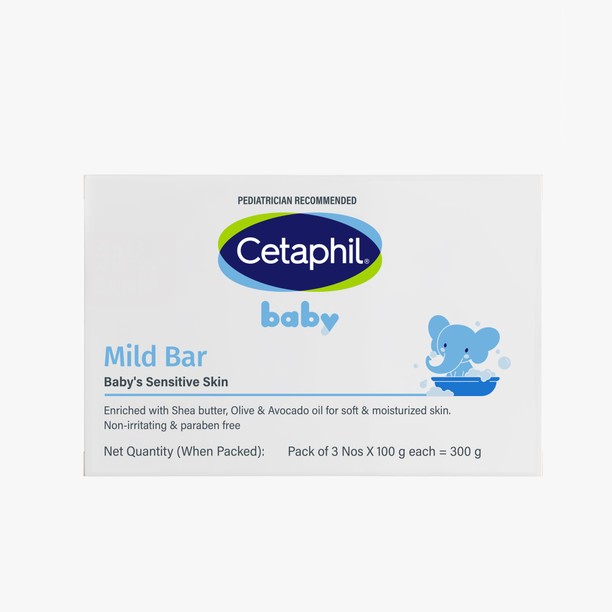 PEDIATRICIAN RECOMMENDED
Cetaphil®
baby
Mild Bar
Baby's Sensitive Skin
Enriched with Shea butter, Olive & Avocado oil for soft & moisturized skin.
Non-irritating & paraben free
Net Quantity (When Packed): Pack of 3 Nos X 100 g each = 300 g